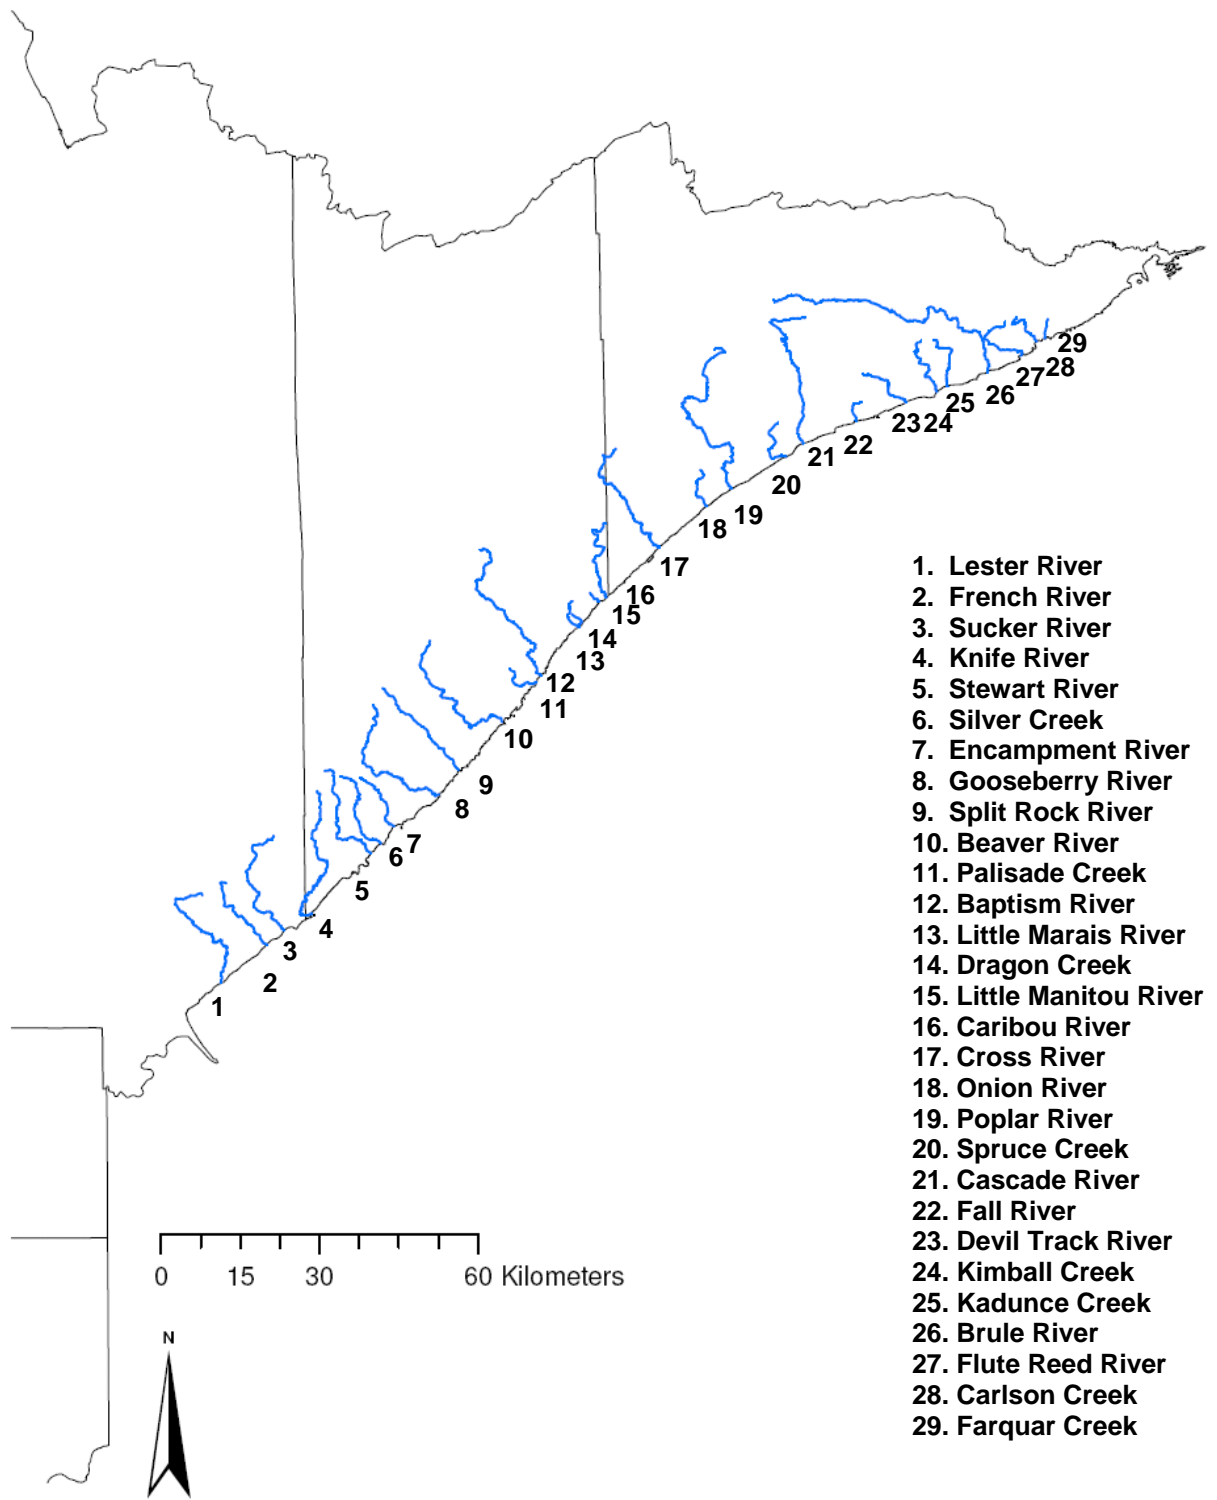 29
28
27
26
25
24
23
22
21
20
19
18
17
16
15
14
13
12
11
10
9
8
7
6
5
4
3
2
1
1. Lester River
2. French River
3. Sucker River
4. Knife River
5. Stewart River
6. Silver Creek
7. Encampment River
8. Gooseberry River
9. Split Rock River
10. Beaver River
11. Palisade Creek
12. Baptism River
13. Little Marais River
14. Dragon Creek
15. Little Manitou River
16. Caribou River
17. Cross River
18. Onion River
19. Poplar River
20. Spruce Creek
21. Cascade River
22. Fall River
23. Devil Track River
24. Kimball Creek
25. Kadunce Creek
26. Brule River
27. Flute Reed River
28. Carlson Creek
29. Farquar Creek
0 15 30 60 Kilometers
N